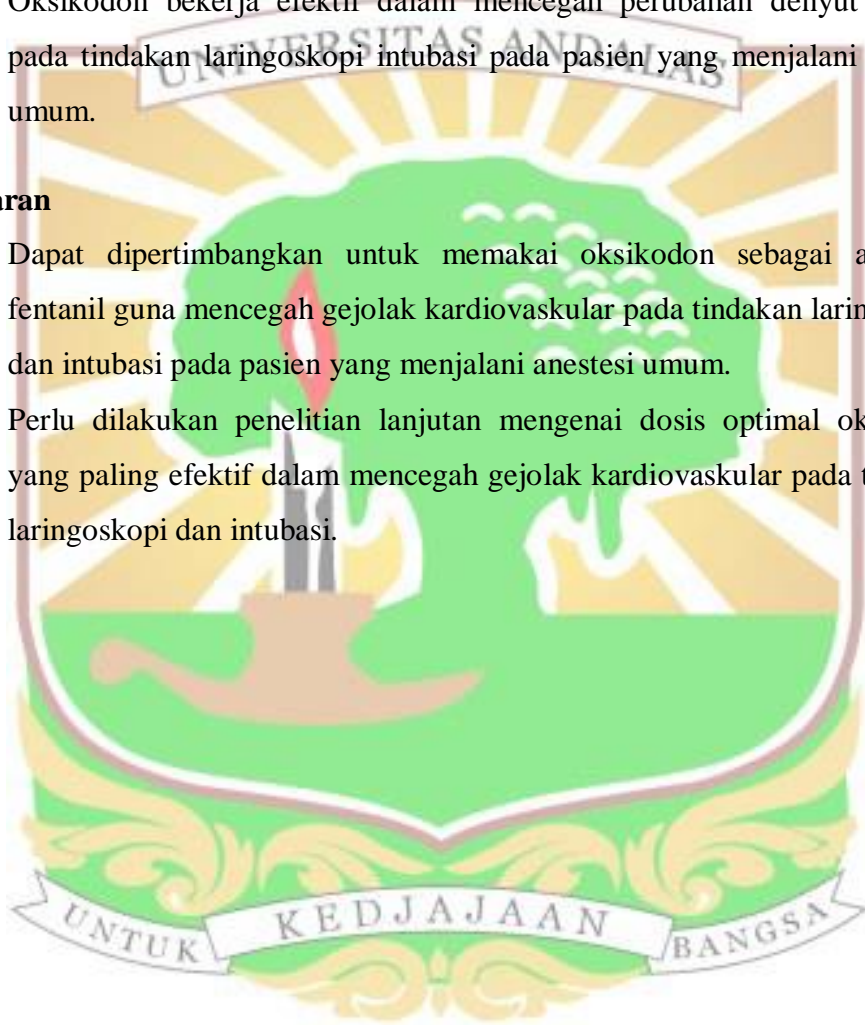 Oksikodon bekerja efektif dalam mencegah perubahan denyut
pada tindakan laringoskopi intubasi pada pasien yang menjalani
umum.
UNIVERSITAS ANDALAS
aran
Dapat dipertimbangkan untuk memakai oksikodon sebagai a
fentanil guna mencegah gejolak kardiovaskular pada tindakan larin
dan intubasi pada pasien yang menjalani anestesi umum.
Perlu dilakukan penelitian lanjutan mengenai dosis optimal ok
yang paling efektif dalam mencegah gejolak kardiovaskular pada t
laringoskopi dan intubasi.
UNTUK KEDJAJAAN BANGSA